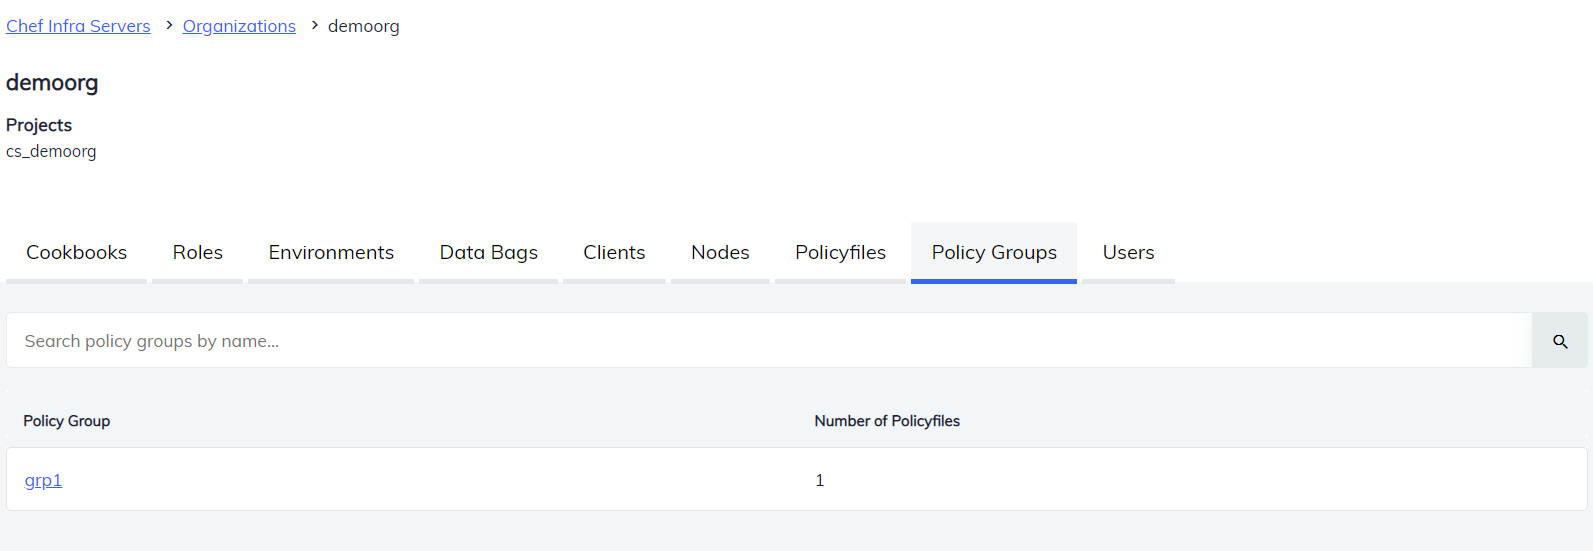 Chef Infra Servers > Organizations > demoorg
demoorg
Projects
cs_demoorg
Cookbooks Roles Environments Data Bags Clients Nodes Policyfiles Policy Groups Users
Search policy groups by name...
Policy Group Number of Policyfiles
grp1 1